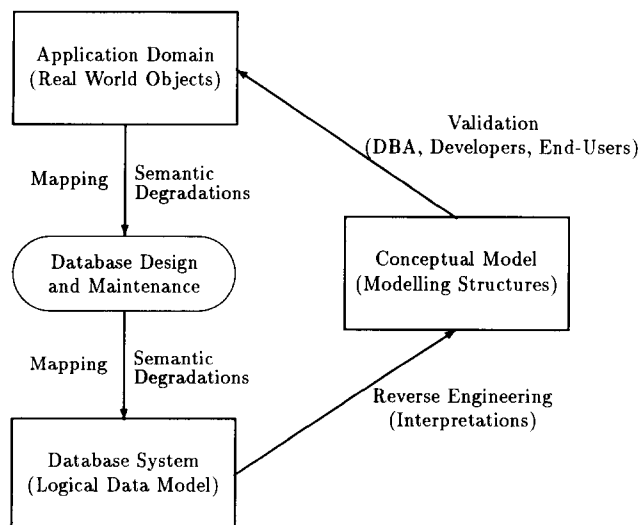 Application Domain
(Real World Objects)
Validation
(DBA, Developers, End-Users)
Mapping
Semantic
Degradations
Database Design
and Maintenance
Conceptual Model
(Modelling Structures)
Mapping
Semantic
Degradations
Reverse Engineering
(Interpretations)
Database System
(Logical Data Model)